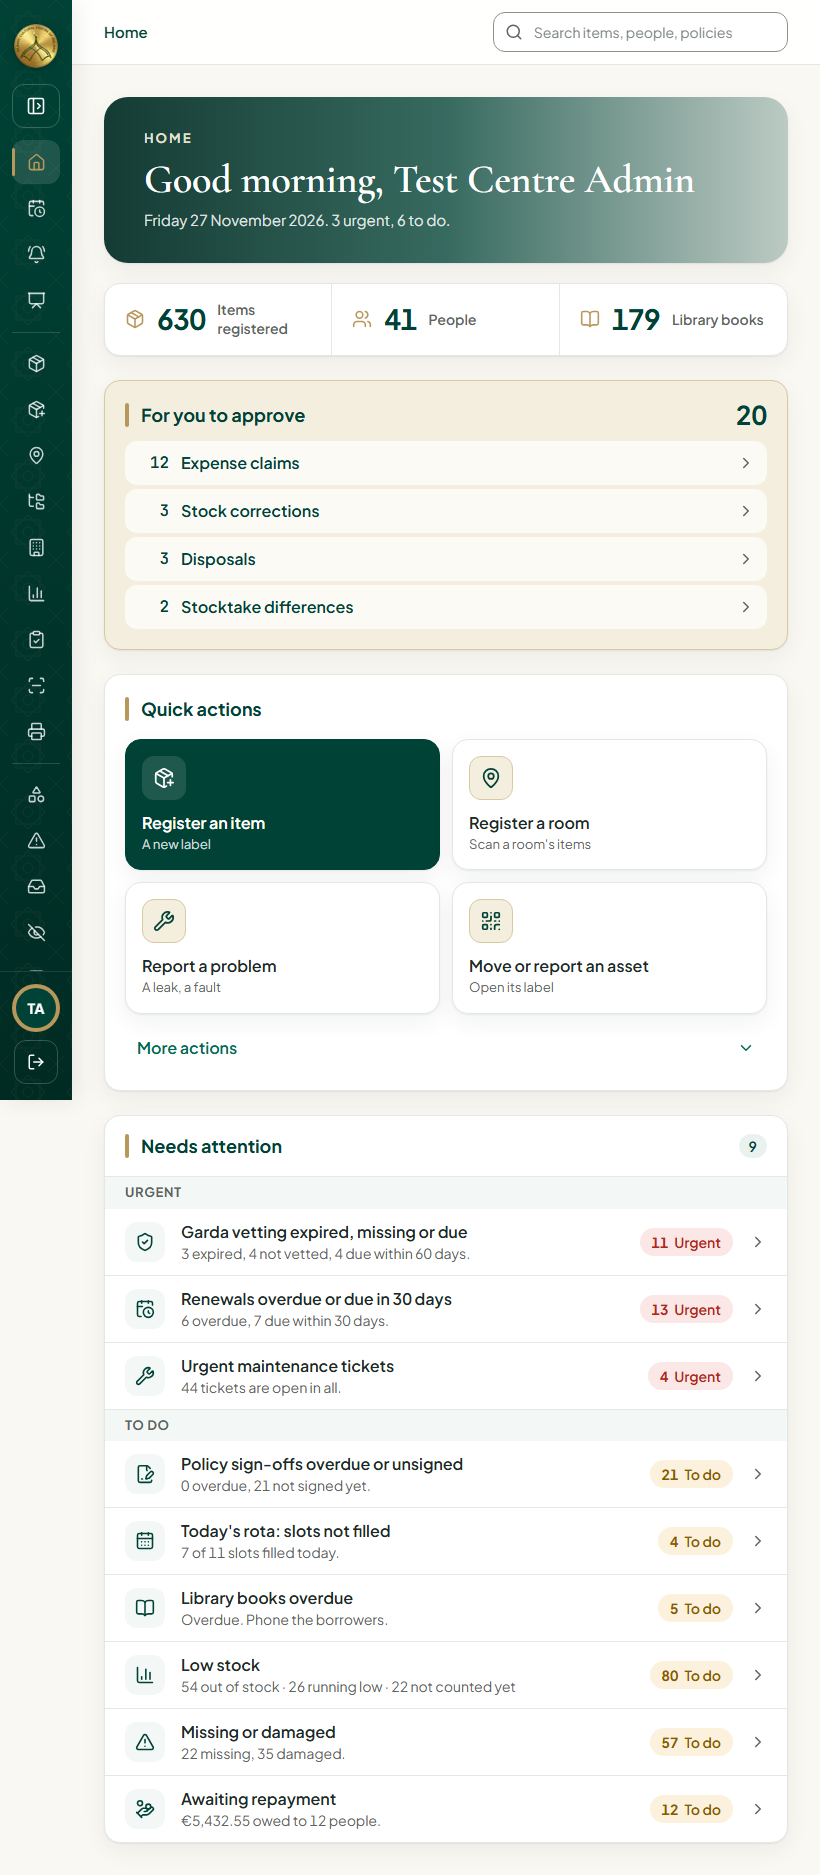 Home
Search items, people, policies
HOME
Good morning, Test Centre Admin
Friday 27 November 2026. 3 urgent, 6 to do.
630 Items registered
41 People
179 Library books
For you to approve 20
12 Expense claims
3 Stock corrections
3 Disposals
2 Stocktake differences
Quick actions
Register an item
A new label
Register a room
Scan a room's items
Report a problem
A leak, a fault
Move or report an asset
Open its label
More actions
TA
Needs attention 9
URGENT
Garda vetting expired, missing or due
3 expired, 4 not vetted, 4 due within 60 days.
11 Urgent
Renewals overdue or due in 30 days
6 overdue, 7 due within 30 days.
13 Urgent
Urgent maintenance tickets
44 tickets are open in all.
4 Urgent
TO DO
Policy sign-offs overdue or unsigned
0 overdue, 21 not signed yet.
21 To do
Today's rota: slots not filled
7 of 11 slots filled today.
4 To do
Library books overdue
Overdue. Phone the borrowers.
5 To do
Low stock
54 out of stock · 26 running low · 22 not counted yet
80 To do
Missing or damaged
22 missing, 35 damaged.
57 To do
Awaiting repayment
€5,432.55 owed to 12 people.
12 To do